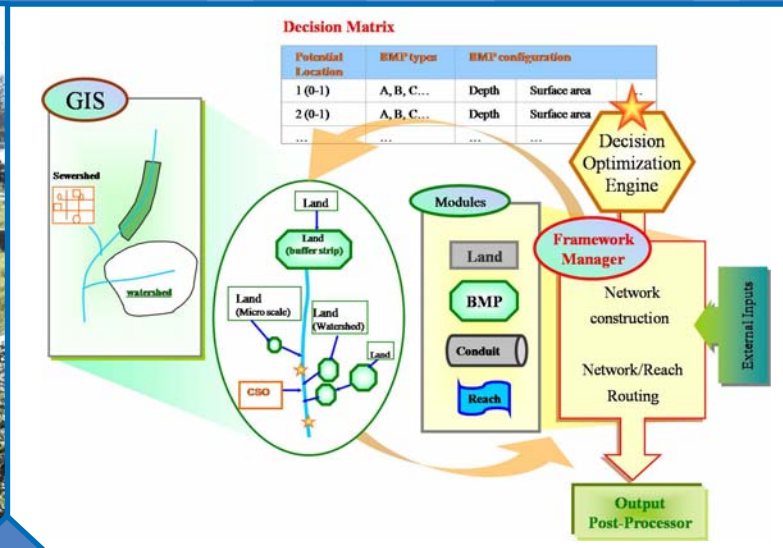 Decision Matrix
Potential Location
BMP types
BMP configuration
1 (0-1)
A, B, C…
Depth
Surface area
…
2 (0-1)
A, B, C…
Depth
Surface area
…
…
…
…
GIS
Sewershed
watershed
Land
Land
(buffer strip)
Land
(Micro scale)
Land
(Watershed)
Land
CSO
Modules
Land
BMP
Conduit
Reach
Decision
Optimization
Engine
Framework
Manager
Network
construction
Network/Reach
Routing
External Inputs
Output
Post-Processor